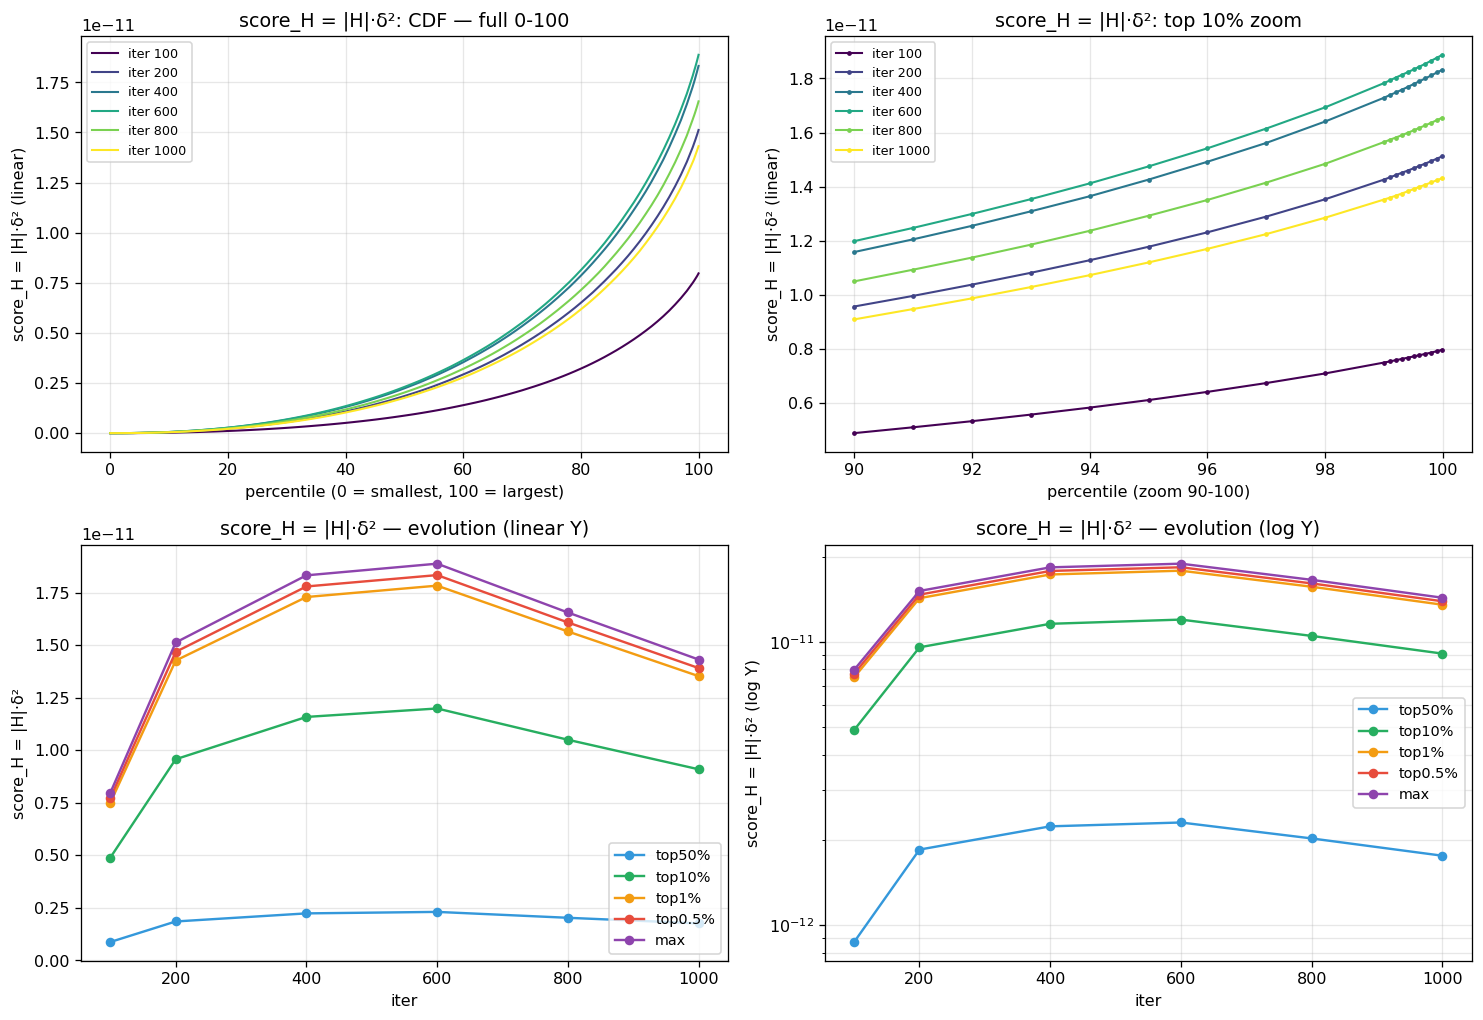 score_H = |H|·δ²: CDF — full 0-100
1e−11
score_H = |H|·δ² (linear)
1.75
1.50
1.25
1.00
0.75
0.50
0.25
0.00
iter 100
iter 200
iter 400
iter 600
iter 800
iter 1000
0 20 40 60 80 100
percentile (0 = smallest, 100 = largest)
score_H = |H|·δ²: top 10% zoom
1e−11
score_H = |H|·δ² (linear)
1.8
1.6
1.4
1.2
1.0
0.8
0.6
iter 100
iter 200
iter 400
iter 600
iter 800
iter 1000
90 92 94 96 98 100
percentile (zoom 90-100)
score_H = |H|·δ² — evolution (linear Y)
1e−11
score_H = |H|·δ²
1.75
1.50
1.25
1.00
0.75
0.50
0.25
0.00
top50%
top10%
top1%
top0.5%
max
200 400 600 800 1000
iter
score_H = |H|·δ² — evolution (log Y)
score_H = |H|·δ² (log Y)
10⁻¹¹
10⁻¹²
top50%
top10%
top1%
top0.5%
max
200 400 600 800 1000
iter